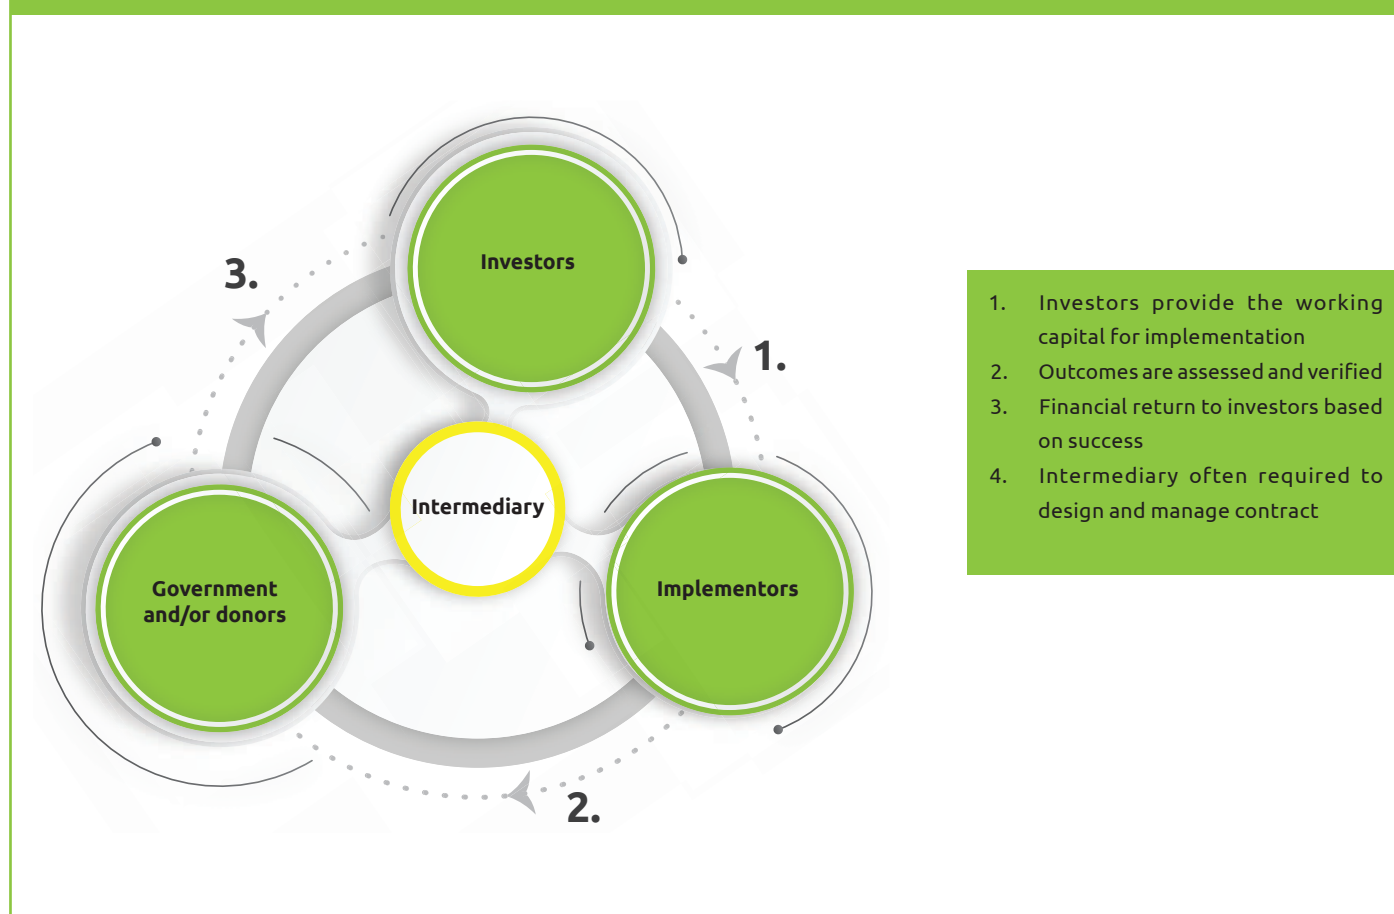 Investors
3.
1.
Intermediary
Government
and/or donors
Implementors
2.
1. Investors provide the working
capital for implementation
2. Outcomes are assessed and verified
3. Financial return to investors based
on success
4. Intermediary often required to
design and manage contract